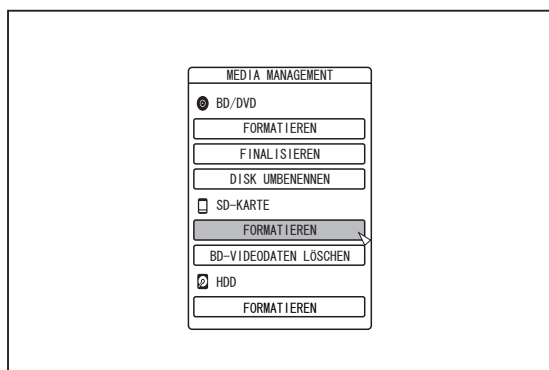 MEDIA MANAGEMENT
BD/DVD
FORMATIEREN
FINALISIEREN
DISK UMBENENNEN
SD-KARTE
FORMATIEREN
BD-VIDEODATEN LÖSCHEN
HDD
FORMATIEREN